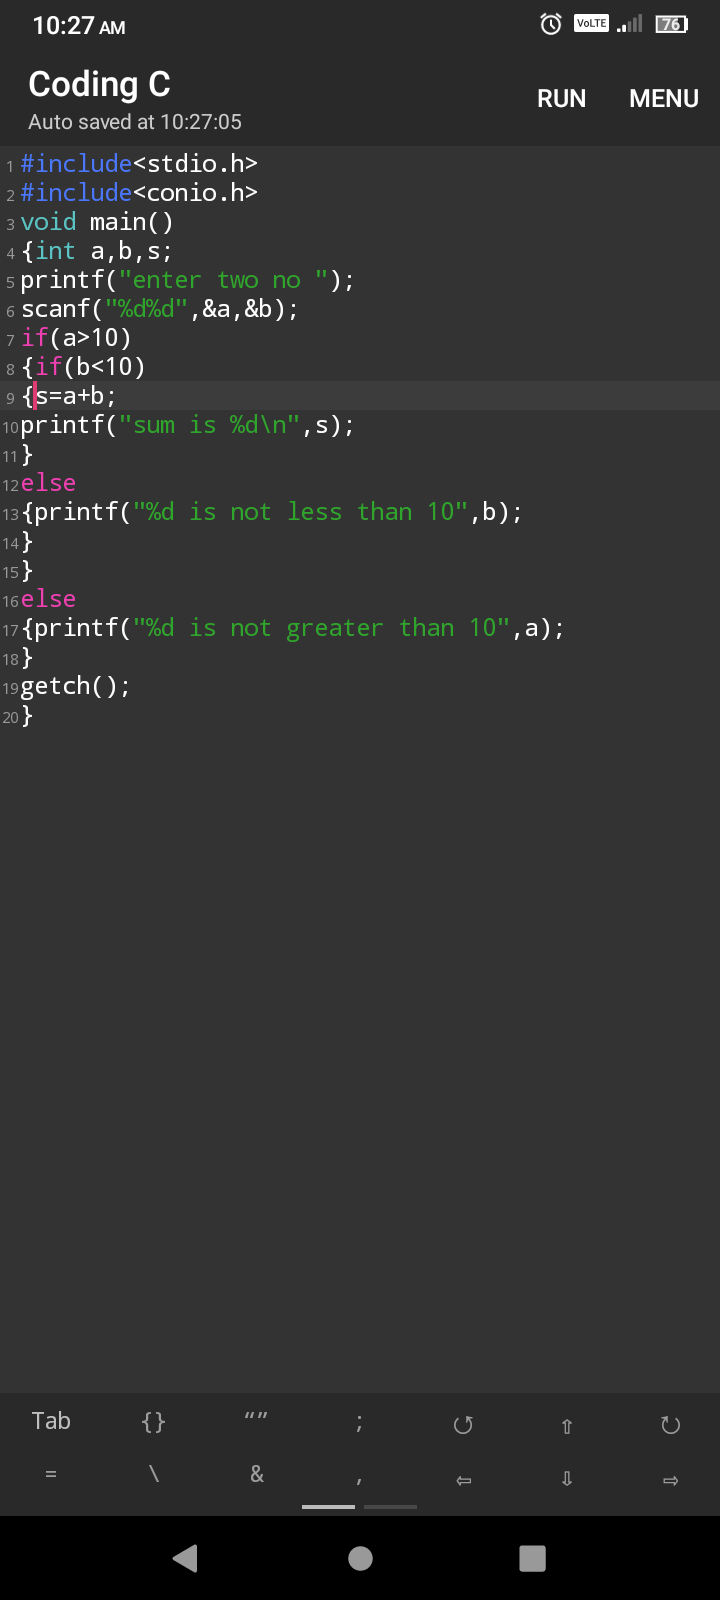 10:27 AM VoLTE 76
Coding C
RUN MENU
Auto saved at 10:27:05
1 #include<stdio.h>
2 #include<conio.h>
3 void main()
4 {int a,b,s;
5 printf("enter two no ");
6 scanf("%d%d",&a,&b);
7 if(a>10)
8 {if(b<10)
9 {s=a+b;
10 printf("sum is %d\n",s);
11 }
12 else
13 {printf("%d is not less than 10",b);
14 }
15 }
16 else
17 {printf("%d is not greater than 10",a);
18 }
19 getch();
20 }
Tab {} “” ; ⭯ ⇧ ⭮
= \ & , ⇦ ⇩ ⇨